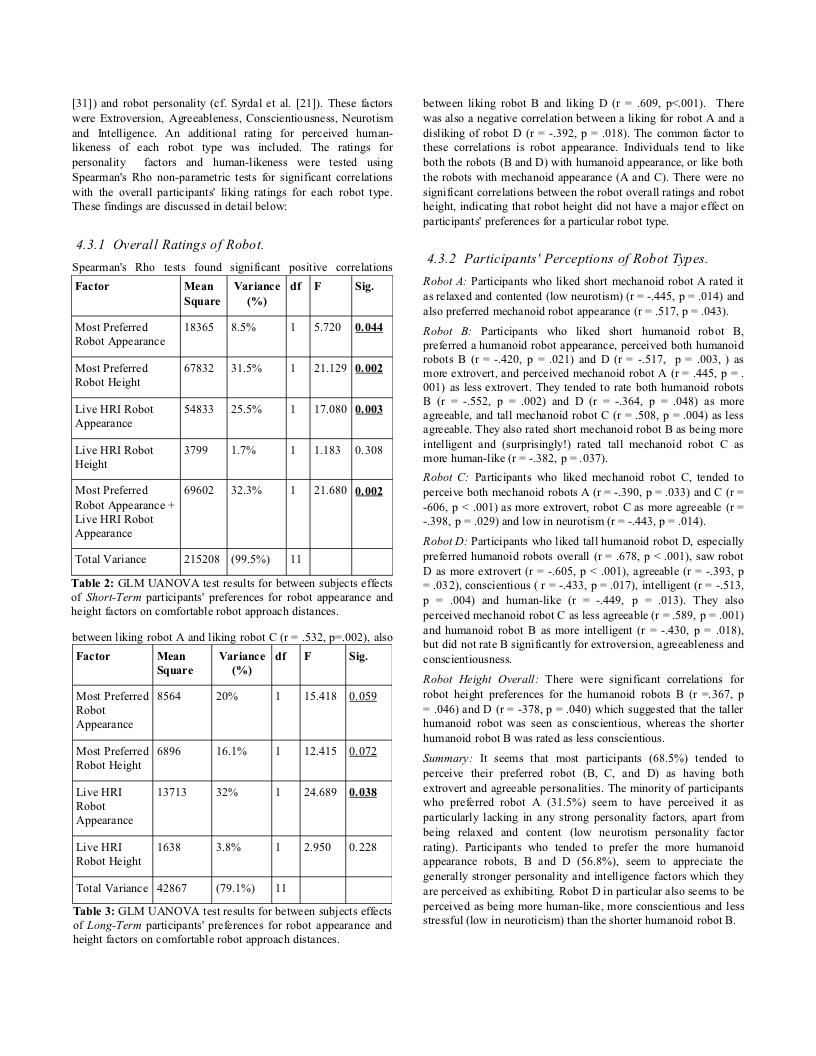 [31]) and robot personality (cf. Syrdal et al. [21]). These factors
were Extroversion, Agreeableness, Conscientiousness, Neurotism
and Intelligence. An additional rating for perceived human-
likeness of each robot type was included. The ratings for
personality factors and human-likeness were tested using
Spearman's Rho non-parametric tests for significant correlations
with the overall participants' liking ratings for each robot type.
These findings are discussed in detail below:
4.3.1 Overall Ratings of Robot.
Spearman's Rho tests found significant positive correlations
Factor Mean Variance df F Sig.
Square (%)
Most Preferred 18365 8.5% 1 5.720 0.044
Robot Appearance
Most Preferred 67832 31.5% 1 21.129 0.002
Robot Height
Live HRI Robot 54833 25.5% 1 17.080 0.003
Appearance
Live HRI Robot 3799 1.7% 1 1.183 0.308
Height
Most Preferred 69602 32.3% 1 21.680 0.002
Robot Appearance +
Live HRI Robot
Appearance
Total Variance 215208 (99.5%) 11
Table 2: GLM UANOVA test results for between subjects effects
of Short-Term participants' preferences for robot appearance and
height factors on comfortable robot approach distances.
between liking robot A and liking robot C (r = .532, p=.002), also
Factor Mean Variance df F Sig.
Square (%)
Most Preferred 8564 20% 1 15.418 0.059
Robot
Appearance
Most Preferred 6896 16.1% 1 12.415 0.072
Robot Height
Live HRI 13713 32% 1 24.689 0.038
Robot
Appearance
Live HRI 1638 3.8% 1 2.950 0.228
Robot Height
Total Variance 42867 (79.1%) 11
Table 3: GLM UANOVA test results for between subjects effects
of Long-Term participants' preferences for robot appearance and
height factors on comfortable robot approach distances.
between liking robot B and liking D (r = .609, p<.001). There
was also a negative correlation between a liking for robot A and a
disliking of robot D (r = -.392, p = .018). The common factor to
these correlations is robot appearance. Individuals tend to like
both the robots (B and D) with humanoid appearance, or like both
the robots with mechanoid appearance (A and C). There were no
significant correlations between the robot overall ratings and robot
height, indicating that robot height did not have a major effect on
participants' preferences for a particular robot type.
4.3.2 Participants' Perceptions of Robot Types.
Robot A: Participants who liked short mechanoid robot A rated it
as relaxed and contented (low neurotism) (r = -.445, p = .014) and
also preferred mechanoid robot appearance (r = .517, p = .043).
Robot B: Participants who liked short humanoid robot B,
preferred a humanoid robot appearance, perceived both humanoid
robots B (r = -.420, p = .021) and D (r = -.517, p = .003, ) as
more extrovert, and perceived mechanoid robot A (r = .445, p = .
001) as less extrovert. They tended to rate both humanoid robots
B (r = -.552, p = .002) and D (r = -.364, p = .048) as more
agreeable, and tall mechanoid robot C (r = .508, p = .004) as less
agreeable. They also rated short mechanoid robot B as being more
intelligent and (surprisingly!) rated tall mechanoid robot C as
more human-like (r = -.382, p = .037).
Robot C: Participants who liked mechanoid robot C, tended to
perceive both mechanoid robots A (r = -.390, p = .033) and C (r =
-606, p < .001) as more extrovert, robot C as more agreeable (r =
-.398, p = .029) and low in neurotism (r = -.443, p = .014).
Robot D: Participants who liked tall humanoid robot D, especially
preferred humanoid robots overall (r = .678, p < .001), saw robot
D as more extrovert (r = -.605, p < .001), agreeable (r = -.393, p
= .032), conscientious ( r = -.433, p = .017), intelligent (r = -.513,
p = .004) and human-like (r = -.449, p = .013). They also
perceived mechanoid robot C as less agreeable (r = .589, p = .001)
and humanoid robot B as more intelligent (r = -.430, p = .018),
but did not rate B significantly for extroversion, agreeableness and
conscientiousness.
Robot Height Overall: There were significant correlations for
robot height preferences for the humanoid robots B (r =.367, p
= .046) and D (r = -378, p = .040) which suggested that the taller
humanoid robot was seen as conscientious, whereas the shorter
humanoid robot B was rated as less conscientious.
Summary: It seems that most participants (68.5%) tended to
perceive their preferred robot (B, C, and D) as having both
extrovert and agreeable personalities. The minority of participants
who preferred robot A (31.5%) seem to have perceived it as
particularly lacking in any strong personality factors, apart from
being relaxed and content (low neurotism personality factor
rating). Participants who tended to prefer the more humanoid
appearance robots, B and D (56.8%), seem to appreciate the
generally stronger personality and intelligence factors which they
are perceived as exhibiting. Robot D in particular also seems to be
perceived as being more human-like, more conscientious and less
stressful (low in neuroticism) than the shorter humanoid robot B.